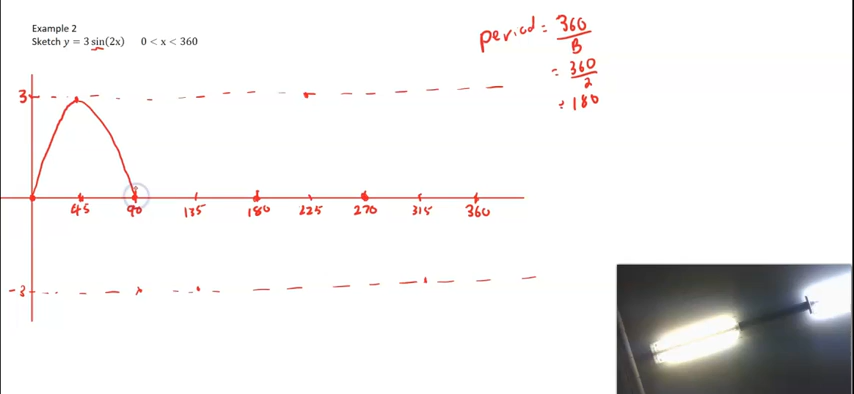 Example 2
Sketch y = 3 sin(2x) 0 < x < 360
period = 360
B
= 360
2
= 180
3
45 90 135 180 225 270 315 360
-3